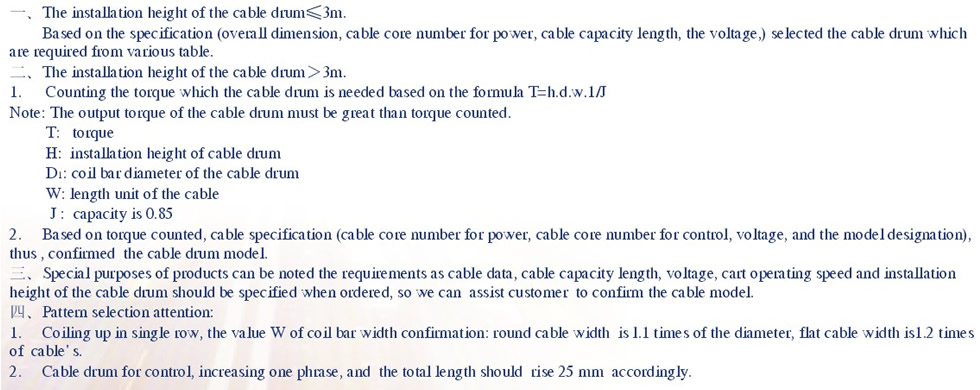 一、The installation height of the cable drum≤3m.
Based on the specification (overall dimension, cable core number for power, cable capacity length, the voltage,) selected the cable drum which
are required from various table.
二、The installation height of the cable drum>3m.
1. Counting the torque which the cable drum is needed based on the formula T=h.d.w.1/J
Note: The output torque of the cable drum must be great than torque counted.
T: torque
H: installation height of cable drum
D₁: coil bar diameter of the cable drum
W: length unit of the cable
J: capacity is 0.85
2. Based on torque counted, cable specification (cable core number for power, cable core number for control, voltage, and the model designation),
thus , confirmed the cable drum model.
三、Special purposes of products can be noted the requirements as cable data, cable capacity length, voltage, cart operating speed and installation
height of the cable drum should be specified when ordered, so we can assist customer to confirm the cable model.
四、Pattern selection attention:
1. Coiling up in single row, the value W of coil bar width confirmation: round cable width is 1.1 times of the diameter, flat cable width is1.2 times
of cable's.
2. Cable drum for control, increasing one phrase, and the total length should rise 25 mm accordingly.